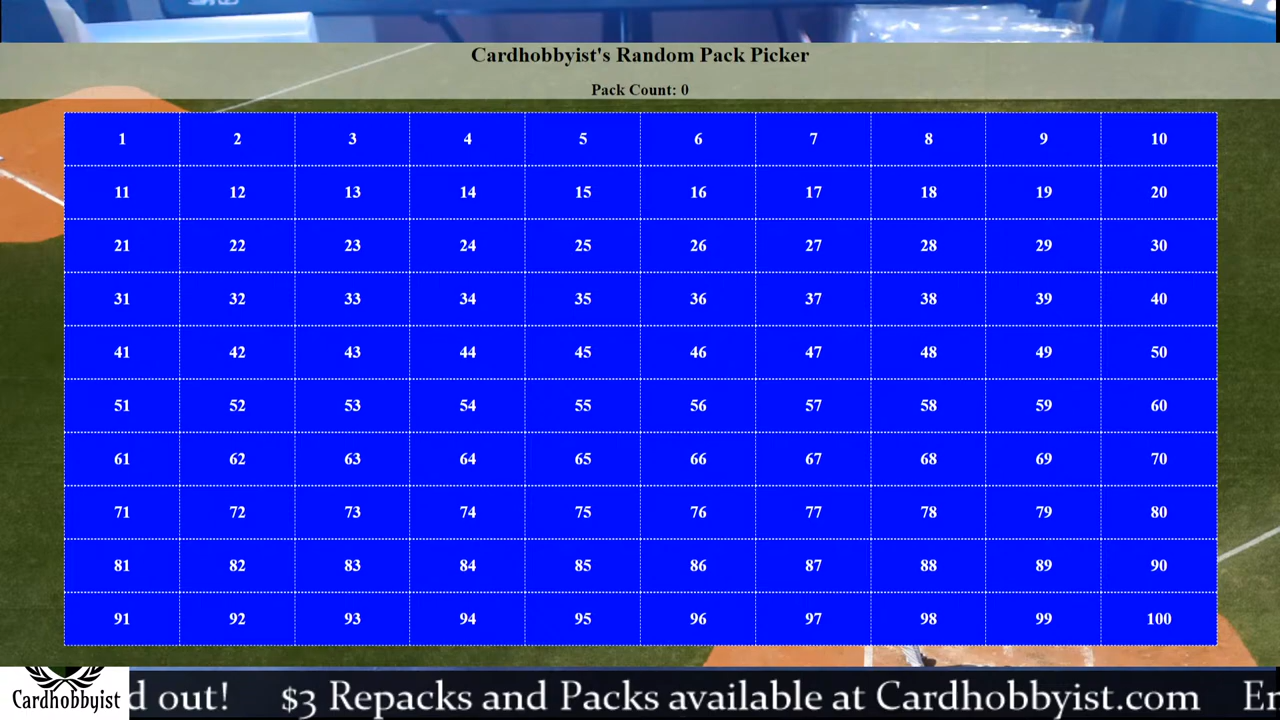 Cardhobbyist's Random Pack Picker
Pack Count: 0
1 2 3 4 5 6 7 8 9 10
11 12 13 14 15 16 17 18 19 20
21 22 23 24 25 26 27 28 29 30
31 32 33 34 35 36 37 38 39 40
41 42 43 44 45 46 47 48 49 50
51 52 53 54 55 56 57 58 59 60
61 62 63 64 65 66 67 68 69 70
71 72 73 74 75 76 77 78 79 80
81 82 83 84 85 86 87 88 89 90
91 92 93 94 95 96 97 98 99 100
Cardhobbyist
out! $3 Repacks and Packs available at Cardhobbyist.com